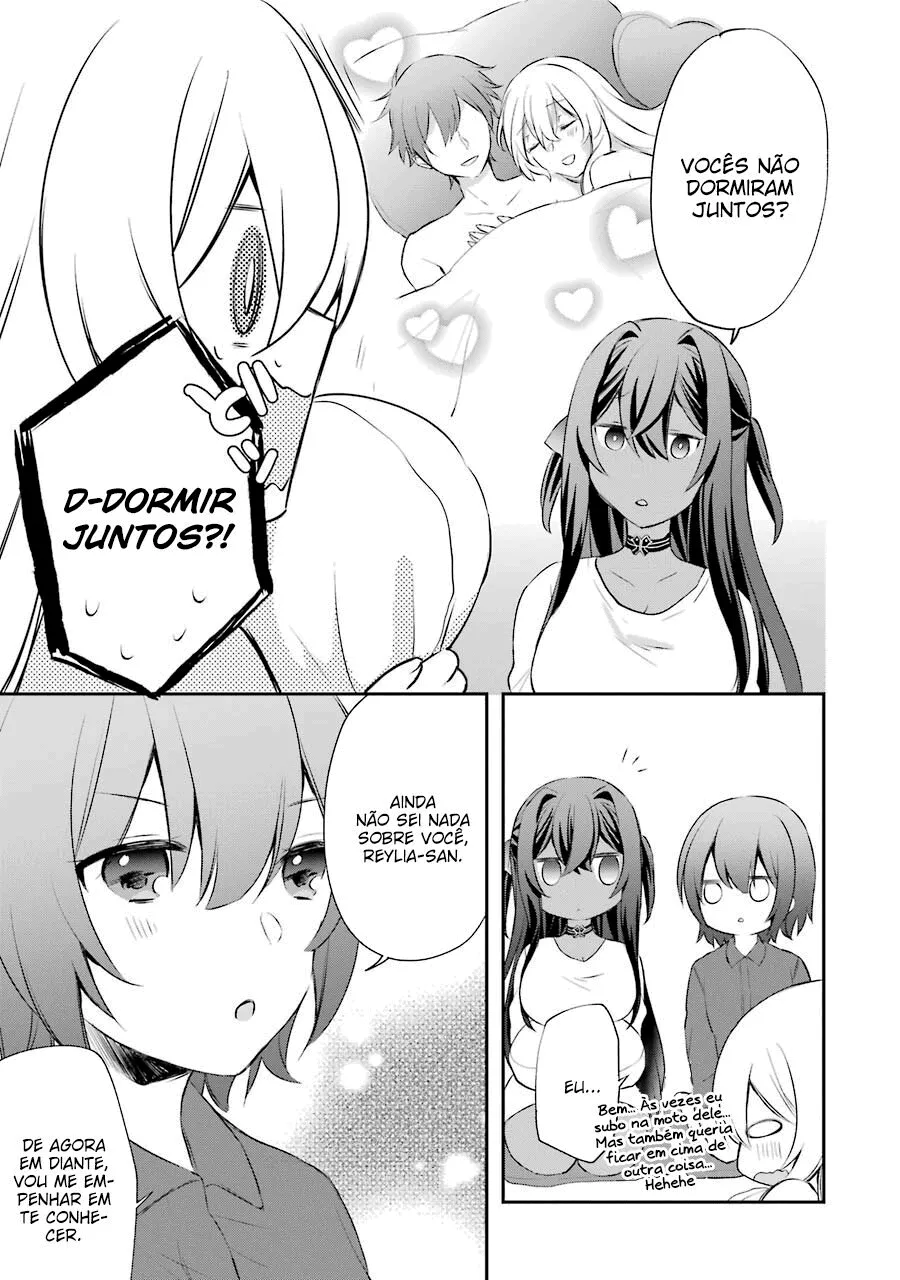 VOCÊS NÃO
DORMIRAM
JUNTOS?
D-DORMIR
JUNTOS?!
EU...
Bem... Às vezes eu
subo na moto dele...
Mas também queria
ficar em cima de
outra coisa...
Hehehe
AINDA
NÃO SEI NADA
SOBRE VOCÊ,
REYLIA-SAN.
DE AGORA
EM DIANTE,
VOU ME EM-
PENHAR EM
TE CONHE-
CER.